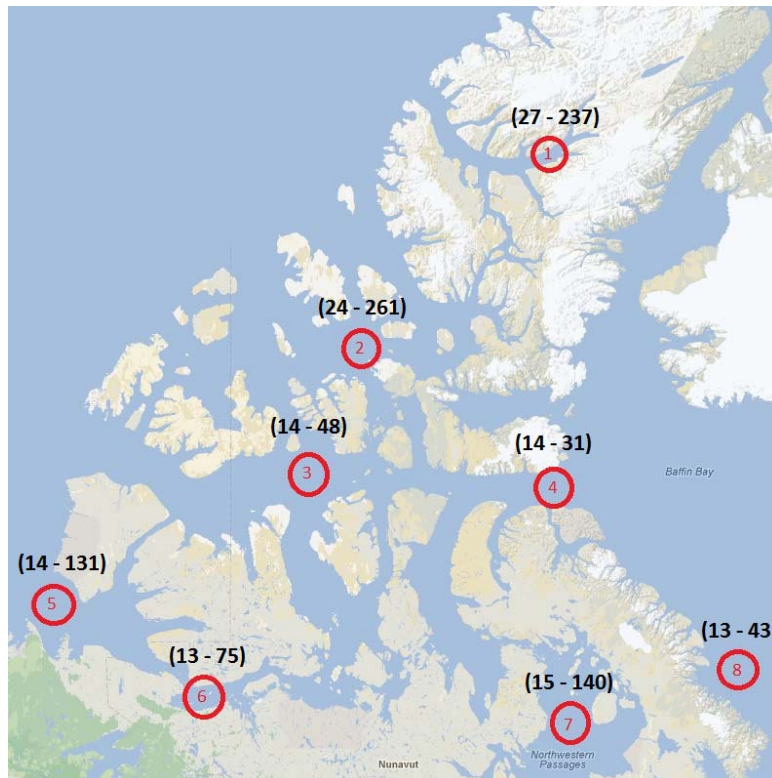 (27 - 237)
1
(24 - 261)
2
(14 - 48)
3
(14 - 31)
4
Baffin Bay
(14 - 131)
5
(13 - 75)
6
(15 - 140)
7
(13 - 43
8
Northwestern
Passages
Nunavut